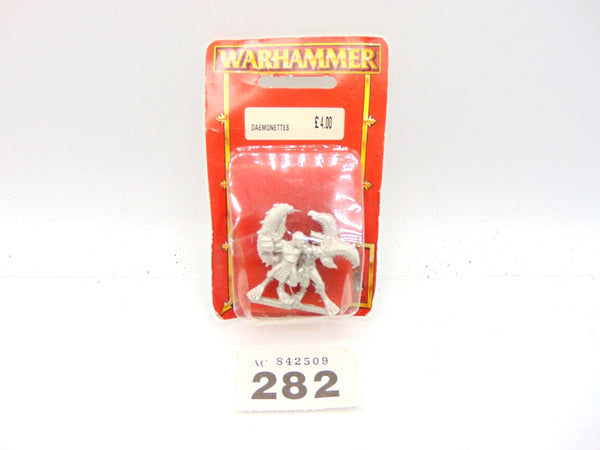 WARHAMMER
DAEMONETTES £4.00
AC 842509
282